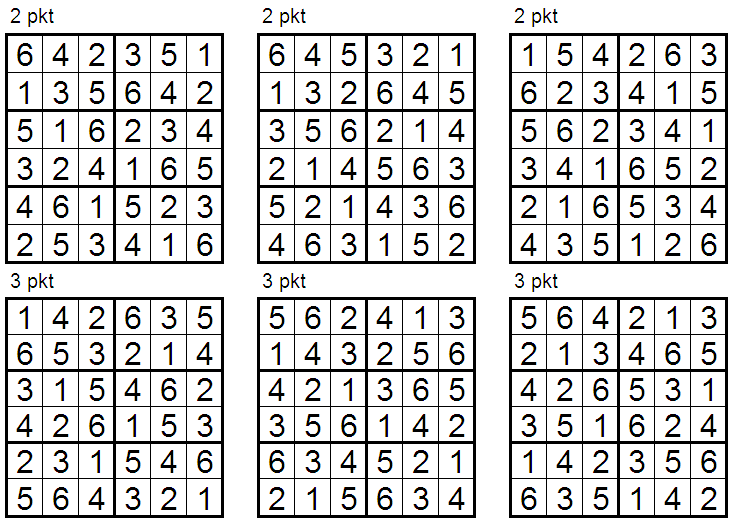 2 pkt 2 pkt 2 pkt
6 4 2 3 5 1 6 4 5 3 2 1 1 5 4 2 6 3
1 3 5 6 4 2 1 3 2 6 4 5 6 2 3 4 1 5
5 1 6 2 3 4 3 5 6 2 1 4 5 6 2 3 4 1
3 2 4 1 6 5 2 1 4 5 6 3 3 4 1 6 5 2
4 6 1 5 2 3 5 2 1 4 3 6 2 1 6 5 3 4
2 5 3 4 1 6 4 6 3 1 5 2 4 3 5 1 2 6
3 pkt 3 pkt 3 pkt
1 4 2 6 3 5 5 6 2 4 1 3 5 6 4 2 1 3
6 5 3 2 1 4 1 4 3 2 5 6 2 1 3 4 6 5
3 1 5 4 6 2 4 2 1 3 6 5 4 2 6 5 3 1
4 2 6 1 5 3 3 5 6 1 4 2 3 5 1 6 2 4
2 3 1 5 4 6 6 3 4 5 2 1 1 4 2 3 5 6
5 6 4 3 2 1 2 1 5 6 3 4 6 3 5 1 4 2